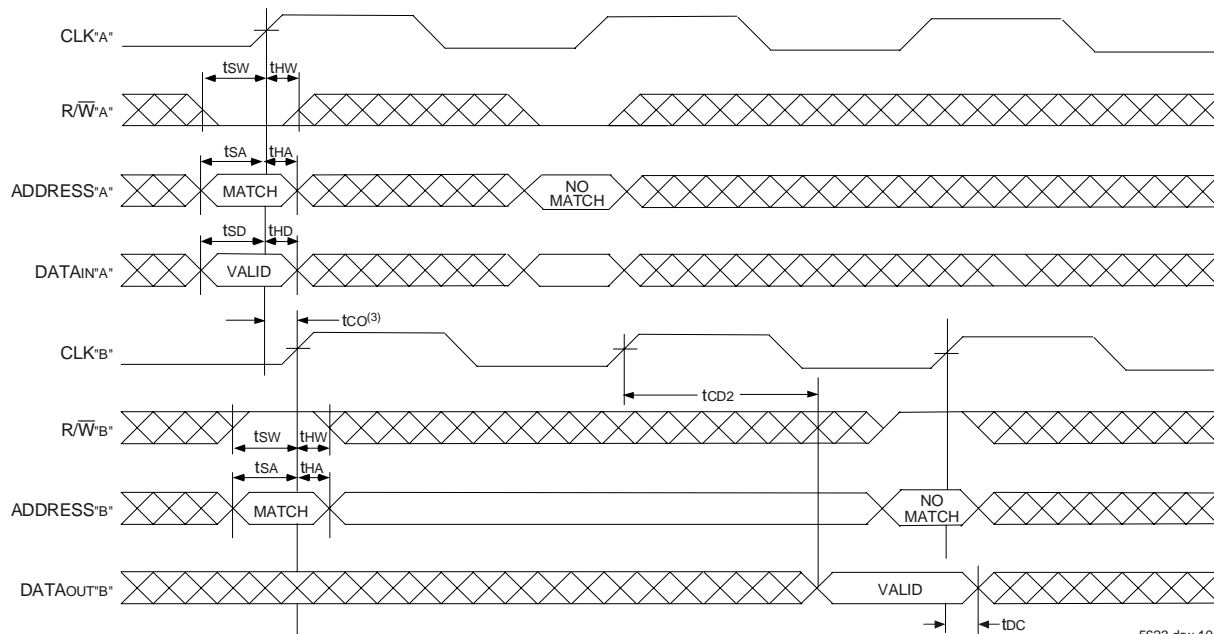 CLK"A"
tSW tHW
R/W̅"A"
tSA tHA
ADDRESS"A" MATCH NO MATCH
tSD tHD
DATAIN"A" VALID
tCO(3)
CLK"B"
tCD2
R/W̅"B"
tSW tHW
tSA tHA
ADDRESS"B" MATCH NO MATCH
DATAOUT"B" VALID
tDC